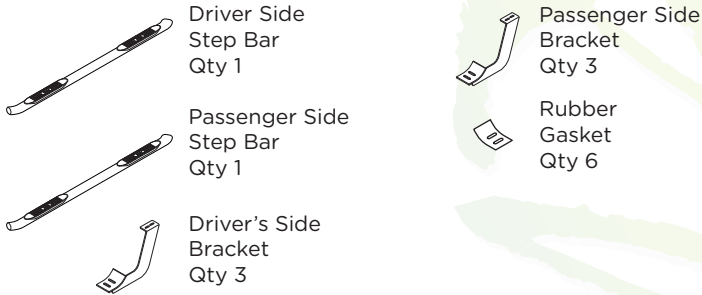 Driver Side
Step Bar
Qty 1
Passenger Side
Step Bar
Qty 1
Driver’s Side
Bracket
Qty 3
Passenger Side
Bracket
Qty 3
Rubber
Gasket
Qty 6